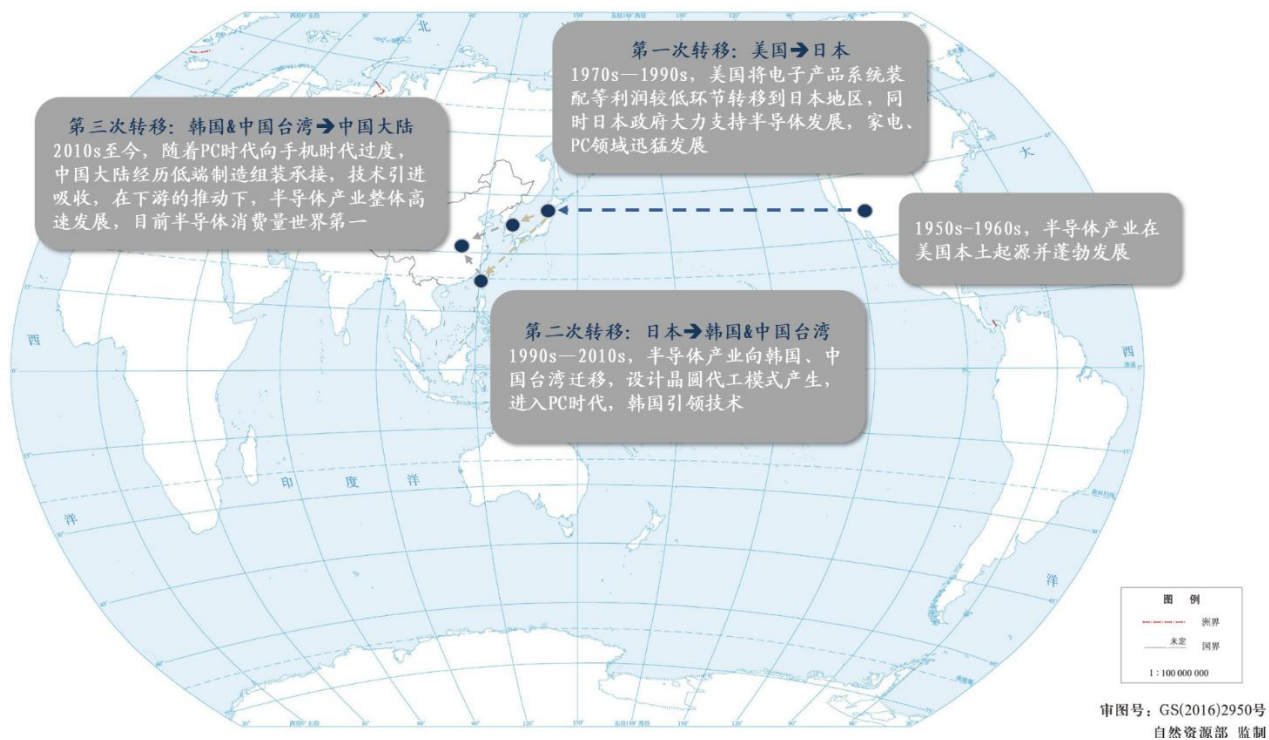 北
大
西
洋
印 度 洋
西
洋
第一次转移：美国➔日本
1970s—1990s，美国将电子产品系统装
配等利润较低环节转移到日本地区，同
时日本政府大力支持半导体发展，家电、
PC领域迅猛发展
第三次转移：韩国&中国台湾➔中国大陆
2010s至今，随着PC时代向手机时代过度，
中国大陆经历低端制造组装承接，技术引进
吸收，在下游的推动下，半导体产业整体高
速发展，目前半导体消费量世界第一
1950s—1960s，半导体产业在
美国本土起源并蓬勃发展
第二次转移：日本➔韩国&中国台湾
1990s—2010s，半导体产业向韩国、中
国台湾迁移，设计晶圆代工模式产生，
进入PC时代，韩国引领技术
图 例
洲界
未定 国界
1：100 000 000
审图号：GS(2016)2950号
自然资源部 监制